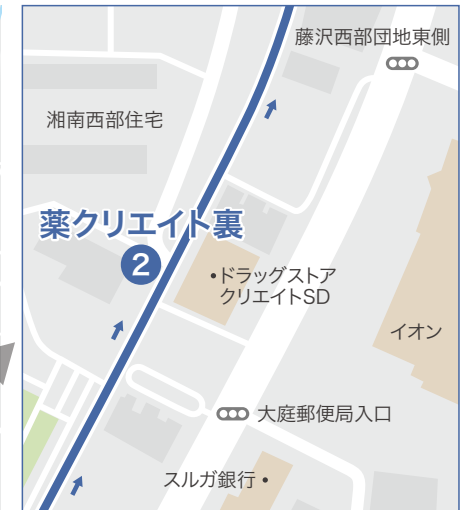 藤沢西部団地東側
湘南西部住宅
薬クリエイト裏
2
•ドラッグストア
クリエイトSD
イオン
大庭郵便局入口
スルガ銀行•